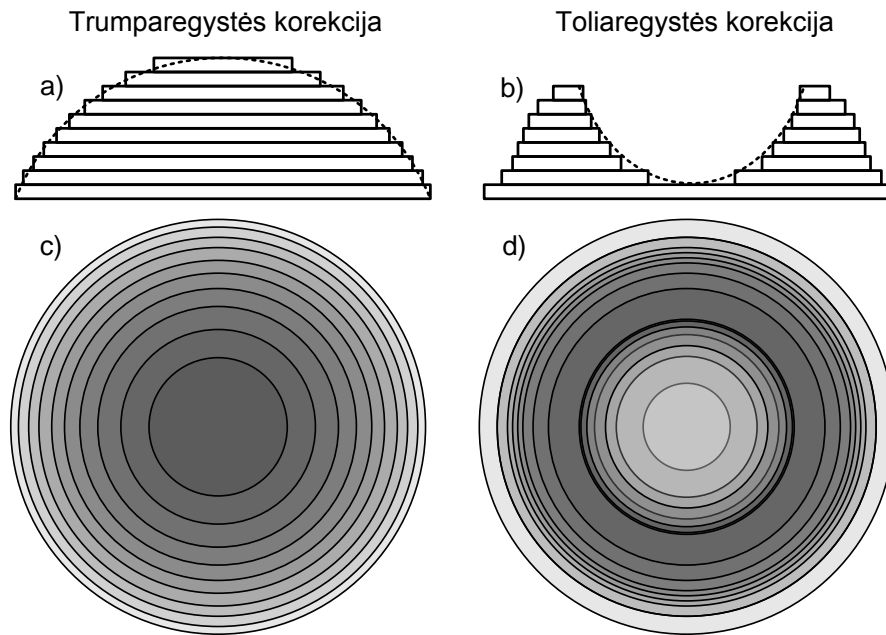 Trumparegystės korekcija
Toliaregystės korekcija
a)
b)
c)
d)